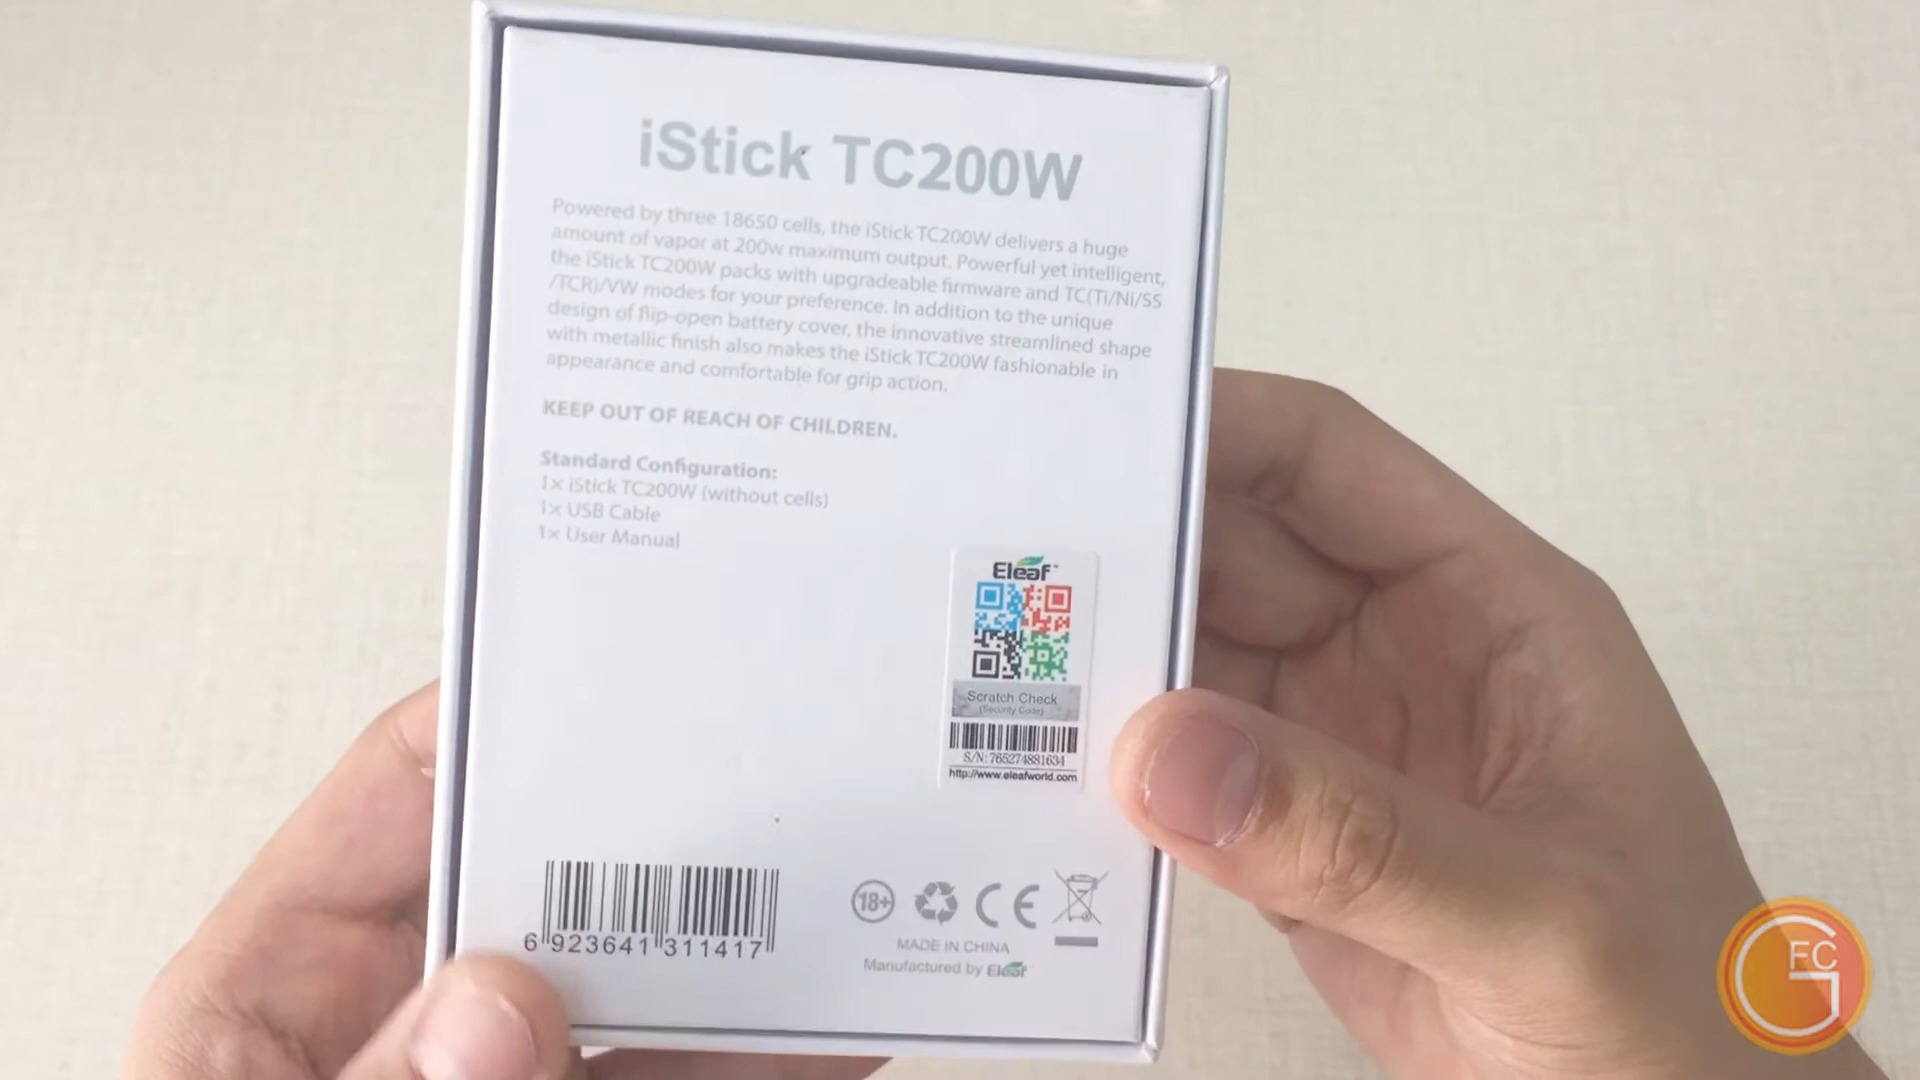 iStick TC200W
Powered by three 18650 cells, the iStick TC200W delivers a huge
amount of vapor at 200w maximum output. Powerful yet intelligent,
the iStick TC200W packs with upgradeable firmware and TC(Ti/Ni/SS
/TCR)/VW modes for your preference. In addition to the unique
design of flip-open battery cover, the innovative streamlined shape
with metallic finish also makes the iStick TC200W fashionable in
appearance and comfortable for grip action.
KEEP OUT OF REACH OF CHILDREN.
Standard Configuration:
1× iStick TC200W (without cells)
1× USB Cable
1× User Manual
Eleaf™
Scratch Check
(Security Code)
S/N: 765274881634
http://www.eleafworld.com
6 923641 311417
18+
CE
MADE IN CHINA
Manufactured by Eleaf
G FC